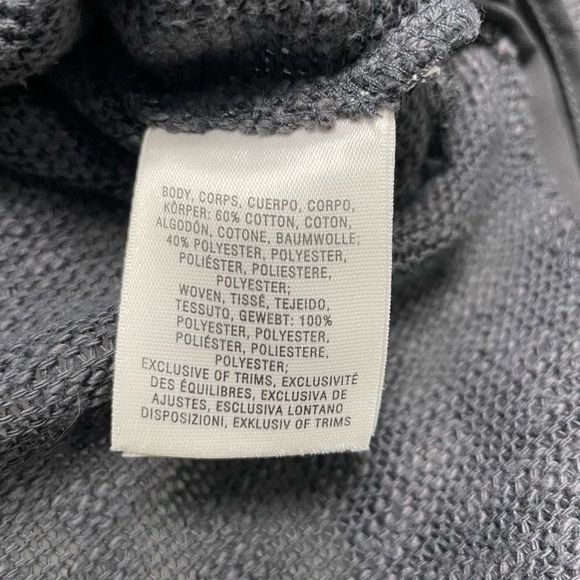 BODY, CORPS, CUERPO, CORPO,
KÖRPER: 60% COTTON, COTON,
ALGODÓN, COTONE, BAUMWOLLE;
40% POLYESTER, POLYESTER,
POLIÉSTER, POLIESTERE,
POLYESTER;
WOVEN, TISSÉ, TEJEIDO,
TESSUTO, GEWEBT: 100%
POLYESTER, POLYESTER,
POLIÉSTER, POLIESTERE,
POLYESTER;
EXCLUSIVE OF TRIMS, EXCLUSIVITÉ
DES ÉQUILIBRES, EXCLUSIVA DE
AJUSTES, ESCLUSIVA LONTANO
DISPOSIZIONI, EXKLUSIV OF TRIMS